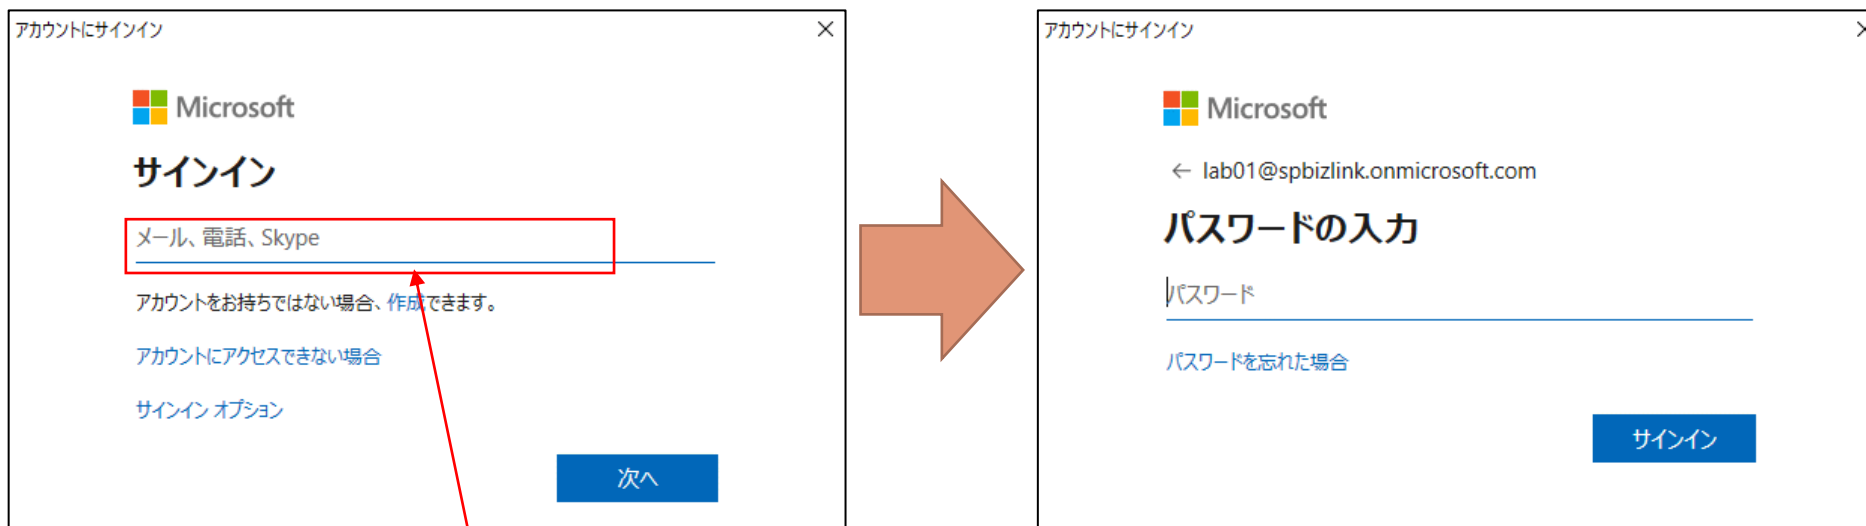 アカウントにサインイン
Microsoft
サインイン
メール、電話、Skype
アカウントをお持ちではない場合、作成できます。
アカウントにアクセスできない場合
サインイン オプション
次へ
アカウントにサインイン
Microsoft
← lab01@spbizlink.onmicrosoft.com
パスワードの入力
パスワード
パスワードを忘れた場合
サインイン